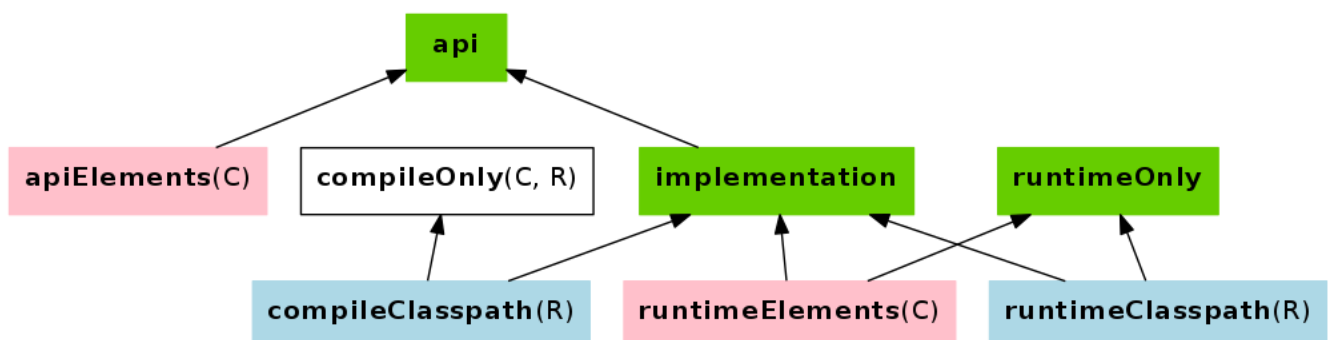 api
apiElements(C)
compileOnly(C, R)
implementation
runtimeOnly
compileClasspath(R)
runtimeElements(C)
runtimeClasspath(R)